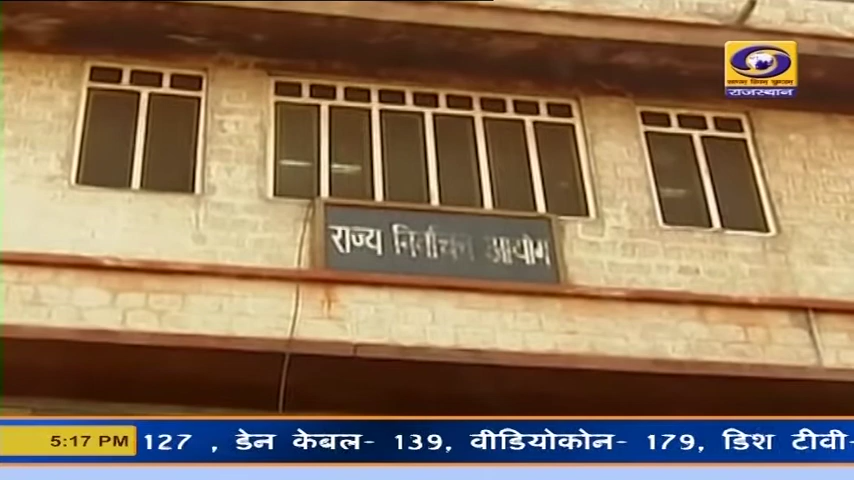 राजस्थान
राज्य निर्वाचन आयोग
5:17 PM
127 , डेन केबल- 139, वीडियोकोन- 179, डिश टीवी-